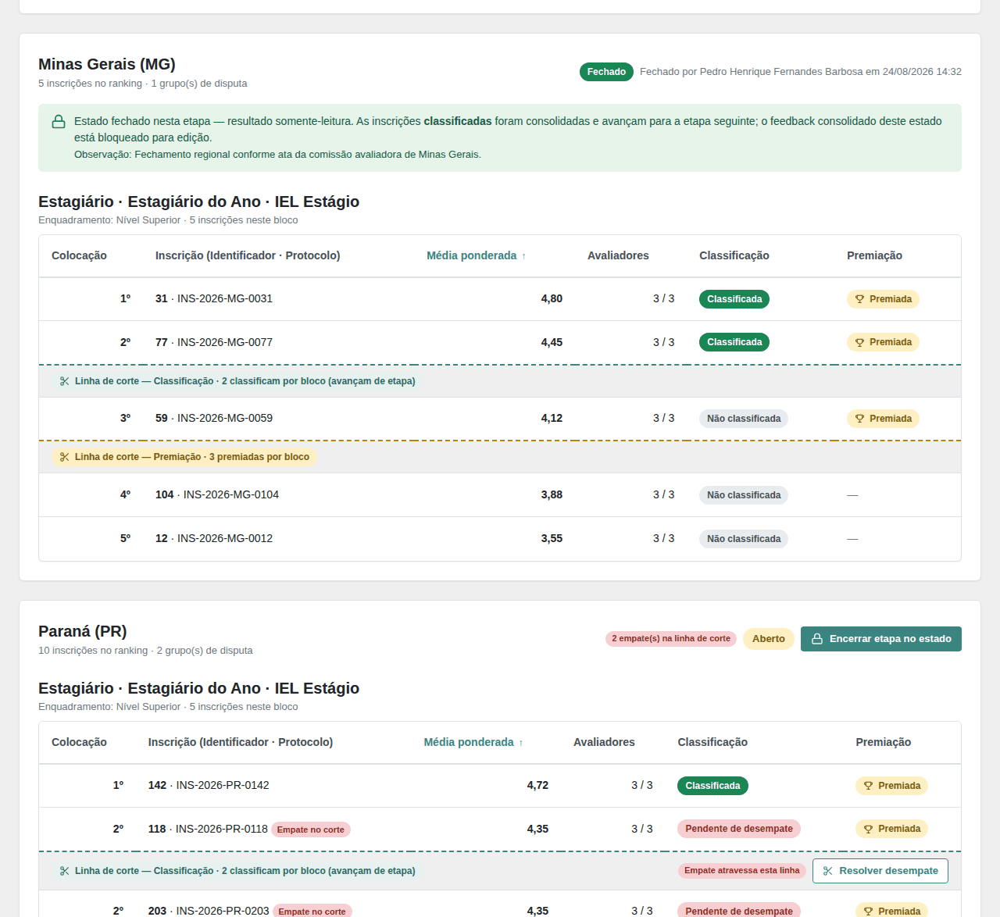 Minas Gerais (MG)
5 inscrições no ranking · 1 grupo(s) de disputa
Fechado Fechado por Pedro Henrique Fernandes Barbosa em 24/08/2026 14:32
Estado fechado nesta etapa — resultado somente-leitura. As inscrições classificadas foram consolidadas e avançam para a etapa seguinte; o feedback consolidado deste estado
está bloqueado para edição.
Observação: Fechamento regional conforme ata da comissão avaliadora de Minas Gerais.
Estagiário · Estagiário do Ano · IEL Estágio
Enquadramento: Nível Superior · 5 inscrições neste bloco
Colocação Inscrição (Identificador · Protocolo) Média ponderada ↑ Avaliadores Classificação Premiação
1º 31 · INS-2026-MG-0031 4,80 3 / 3 Classificada Premiada
2º 77 · INS-2026-MG-0077 4,45 3 / 3 Classificada Premiada
Linha de corte — Classificação · 2 classificam por bloco (avançam de etapa)
3º 59 · INS-2026-MG-0059 4,12 3 / 3 Não classificada Premiada
Linha de corte — Premiação · 3 premiadas por bloco
4º 104 · INS-2026-MG-0104 3,88 3 / 3 Não classificada —
5º 12 · INS-2026-MG-0012 3,55 3 / 3 Não classificada —
Paraná (PR)
10 inscrições no ranking · 2 grupo(s) de disputa
2 empate(s) na linha de corte Aberto Encerrar etapa no estado
Estagiário · Estagiário do Ano · IEL Estágio
Enquadramento: Nível Superior · 5 inscrições neste bloco
Colocação Inscrição (Identificador · Protocolo) Média ponderada ↑ Avaliadores Classificação Premiação
1º 142 · INS-2026-PR-0142 4,72 3 / 3 Classificada Premiada
2º 118 · INS-2026-PR-0118 Empate no corte 4,35 3 / 3 Pendente de desempate Premiada
Linha de corte — Classificação · 2 classificam por bloco (avançam de etapa) Empate atravessa esta linha Resolver desempate
2º 203 · INS-2026-PR-0203 Empate no corte 4,35 3 / 3 Pendente de desempate Premiada